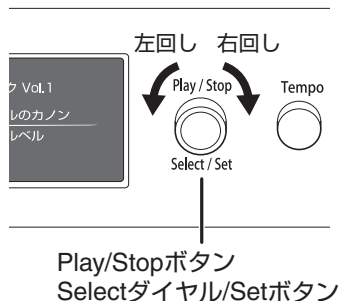 左回し 右回し
ク Vol.1
Play / Stop
Tempo
ルのカノン
ルベル
Select / Set
Play/Stopボタン
Selectダイヤル/Setボタン